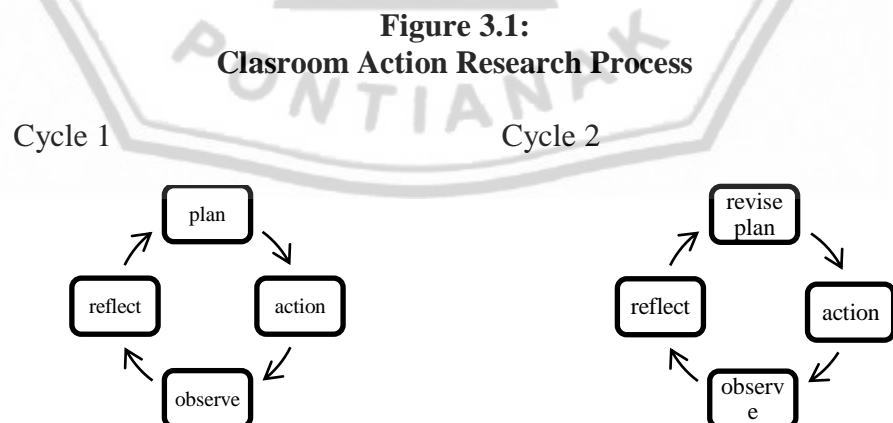 Figure 3.1:
Clasroom Action Research Process
PONTIANAK
Cycle 1
Cycle 2
plan
reflect
action
observe
revise
plan
reflect
action
observ
e